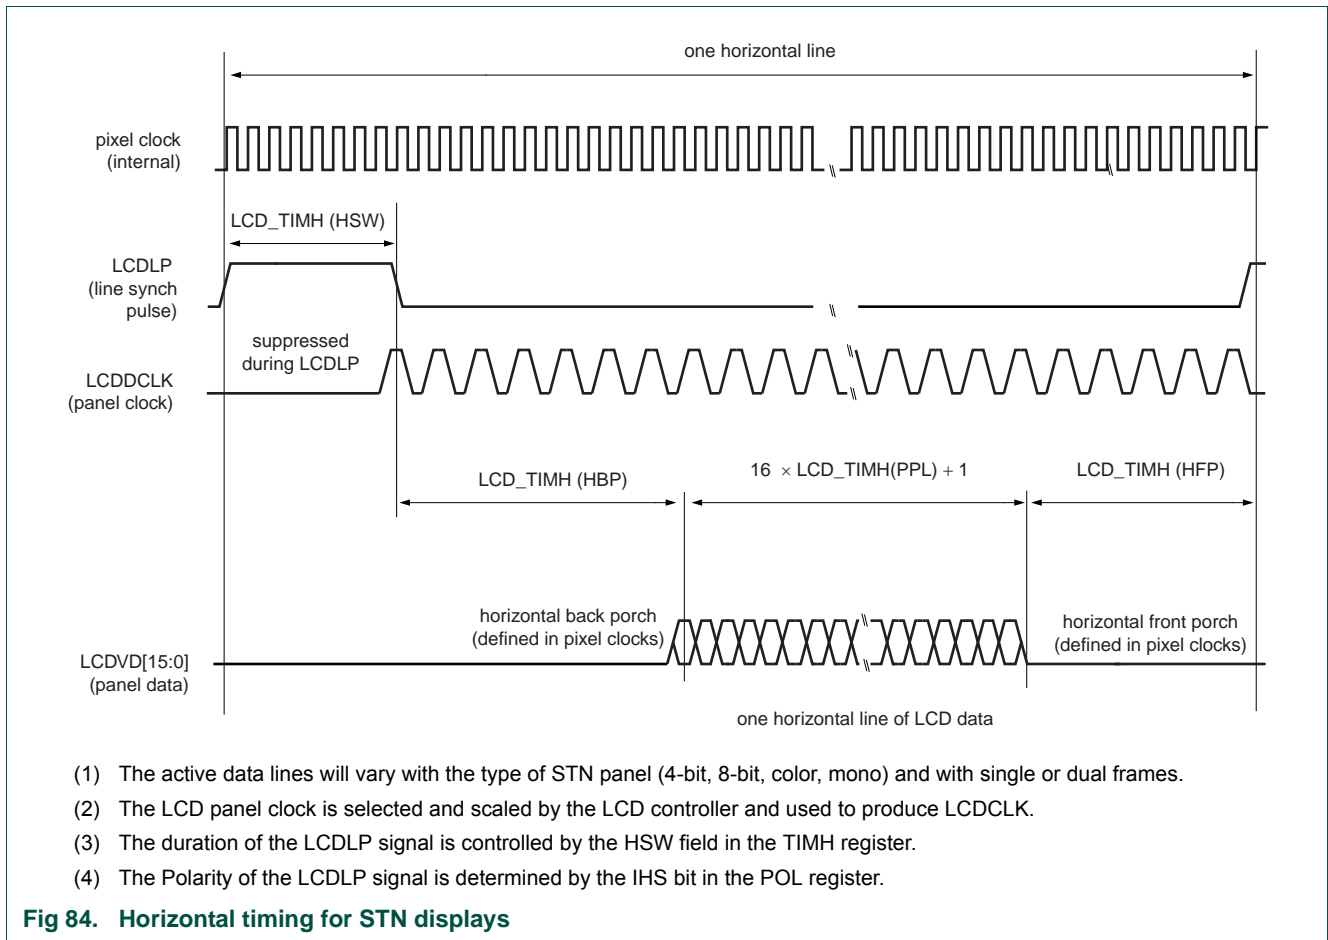 one horizontal line
pixel clock
(internal)
LCD_TIMH (HSW)
LCDLP
(line synch
pulse)
suppressed
during LCDLP
LCDDCLK
(panel clock)
LCD_TIMH (HBP)
16 × LCD_TIMH(PPL) + 1
LCD_TIMH (HFP)
horizontal back porch
(defined in pixel clocks)
horizontal front porch
(defined in pixel clocks)
LCDVD[15:0]
(panel data)
one horizontal line of LCD data
(1) The active data lines will vary with the type of STN panel (4-bit, 8-bit, color, mono) and with single or dual frames.
(2) The LCD panel clock is selected and scaled by the LCD controller and used to produce LCDCLK.
(3) The duration of the LCDLP signal is controlled by the HSW field in the TIMH register.
(4) The Polarity of the LCDLP signal is determined by the IHS bit in the POL register.
Fig 84. Horizontal timing for STN displays